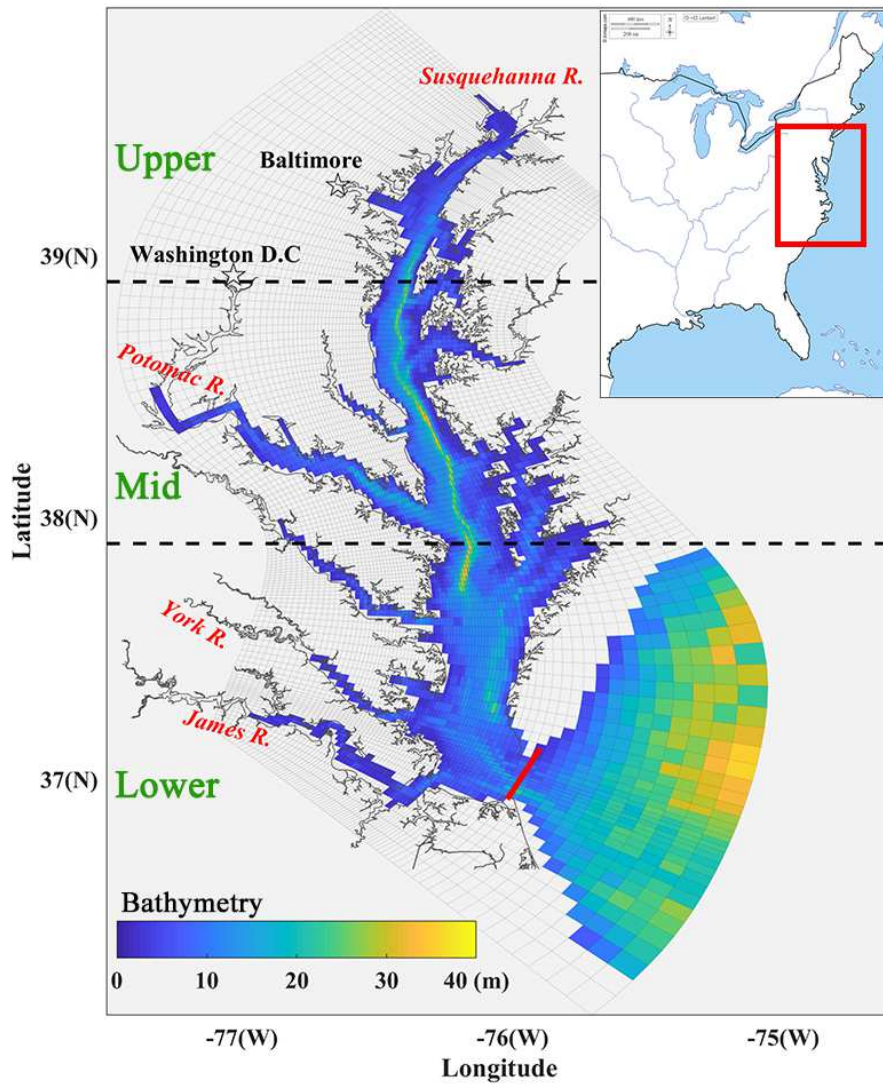 Susquehanna R.
Upper
Baltimore
39(N)
Washington D.C
Potomac R.
Mid
38(N)
Latitude
York R.
James R.
37(N)
Lower
Bathymetry
0 10 20 30 40 (m)
-77(W) -76(W) -75(W)
Longitude